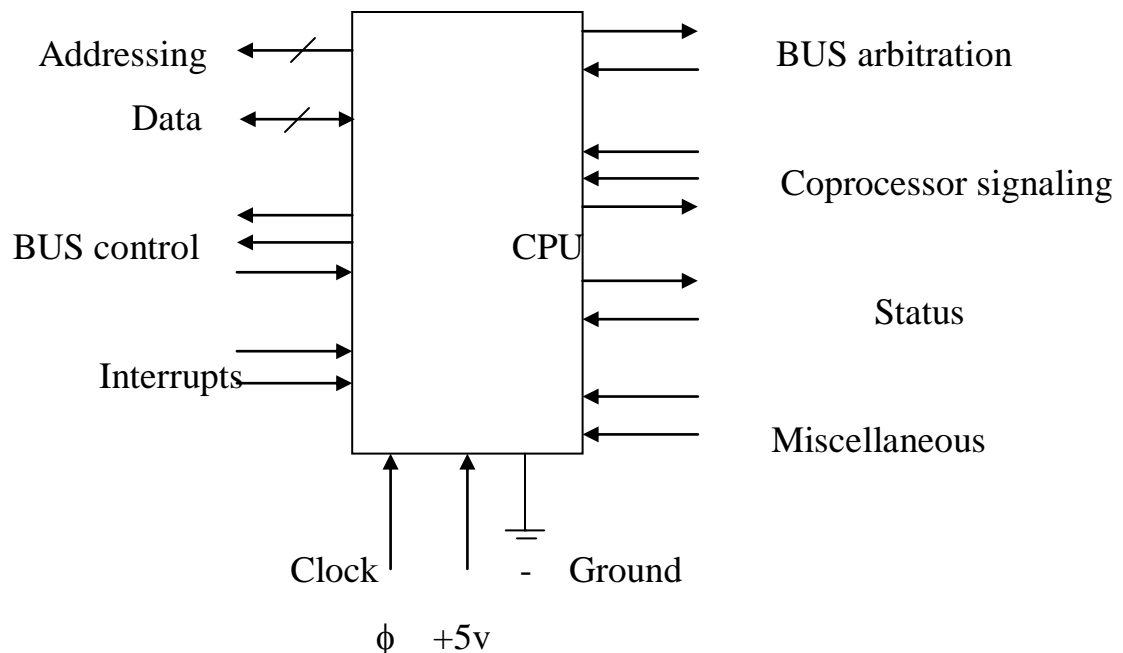 Addressing
BUS arbitration
Data
Coprocessor signaling
BUS control
CPU
Status
Interrupts
Miscellaneous
Clock - Ground
ϕ +5v